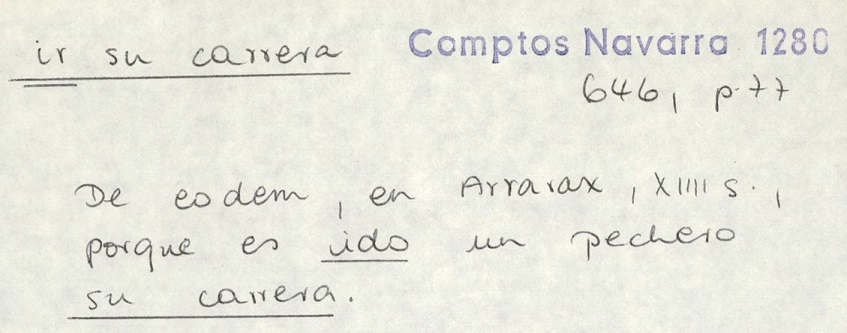 ir su carrera
Comptos Navarra 1280
646, p. 77
De eodem, en Arrarax, XIIII s.,
porque es ido un pechero
su carrera.